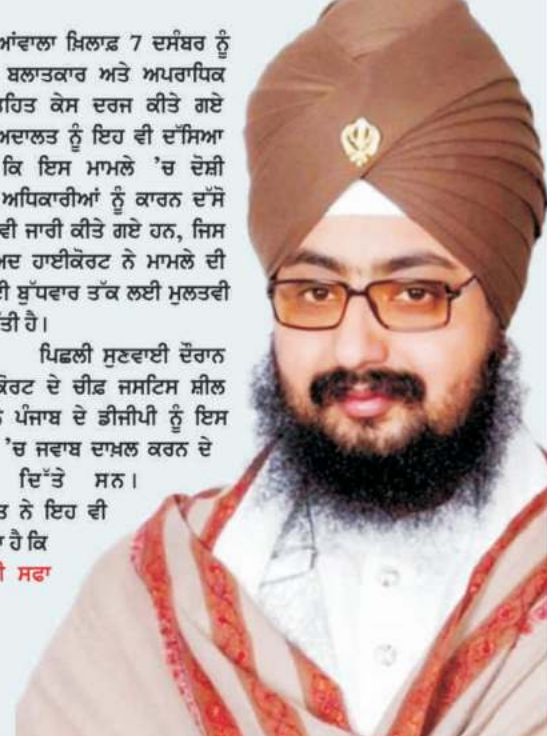 ਆਂਵਾਲਾ ਖ਼ਿਲਾਫ਼ 7 ਦਸੰਬਰ ਨੂੰ
ਬਲਾਤਕਾਰ ਅਤੇ ਅਪਰਾਧਿਕ
ਹਿਤ ਕੇਸ ਦਰਜ ਕੀਤੇ ਗਏ
ਅਦਾਲਤ ਨੂੰ ਇਹ ਵੀ ਦੱਸਿਆ
ਕਿ ਇਸ ਮਾਮਲੇ 'ਚ ਦੋਸ਼ੀ
ਅਧਿਕਾਰੀਆਂ ਨੂੰ ਕਾਰਨ ਦੱਸੋ
ਵੀ ਜਾਰੀ ਕੀਤੇ ਗਏ ਹਨ, ਜਿਸ
ਅਦ ਹਾਈਕੋਰਟ ਨੇ ਮਾਮਲੇ ਦੀ
ਈ ਬੁੱਧਵਾਰ ਤੱਕ ਲਈ ਮੁਲਤਵੀ
ਤੀ ਹੈ।
ਪਿਛਲੀ ਸੁਣਵਾਈ ਦੌਰਾਨ
ਕੋਰਟ ਦੇ ਚੀਫ਼ ਜਸਟਿਸ ਸ਼ੀਲ
ਨੇ ਪੰਜਾਬ ਦੇ ਡੀਜੀਪੀ ਨੂੰ ਇਸ
'ਚ ਜਵਾਬ ਦਾਖ਼ਲ ਕਰਨ ਦੇ
ਦਿੱਤੇ ਸਨ।
ਤ ਨੇ ਇਹ ਵੀ
ਾ ਹੈ ਕਿ
ੀ ਸਫਾ